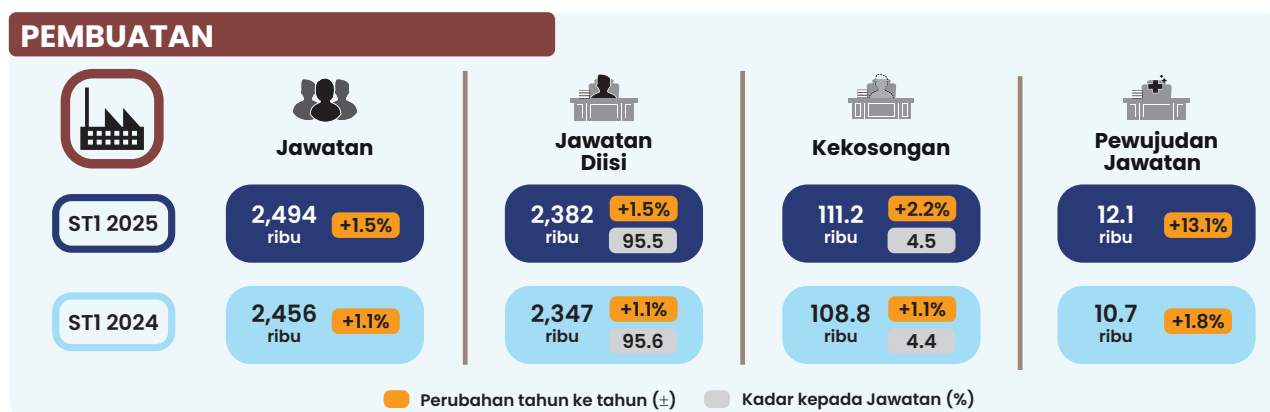 PEMBUATAN
Jawatan
Jawatan
Diisi
Kekosongan
Pewujudan
Jawatan
ST1 2025
2,494
ribu
+1.5%
2,382
ribu
+1.5%
95.5
111.2
ribu
+2.2%
4.5
12.1
ribu
+13.1%
ST1 2024
2,456
ribu
+1.1%
2,347
ribu
+1.1%
95.6
108.8
ribu
+1.1%
4.4
10.7
ribu
+1.8%
Perubahan tahun ke tahun (±)
Kadar kepada Jawatan (%)